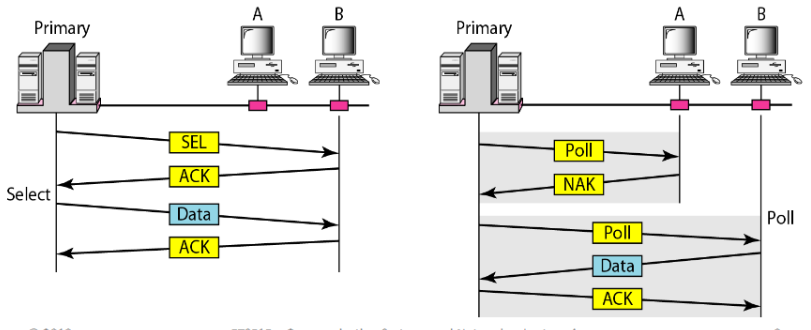 A B
Primary
SEL
ACK
Select
Data
ACK
A B
Primary
Poll
NAK
Poll
Poll
Data
ACK